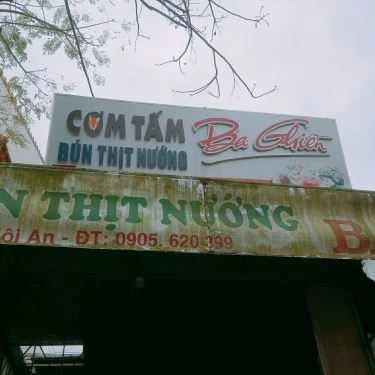 CƠM TẤM
BÚN THỊT NƯỚNG
Ba Ghiền
N THỊT NƯỚNG
B
ội An - ĐT: 0905. 620 399